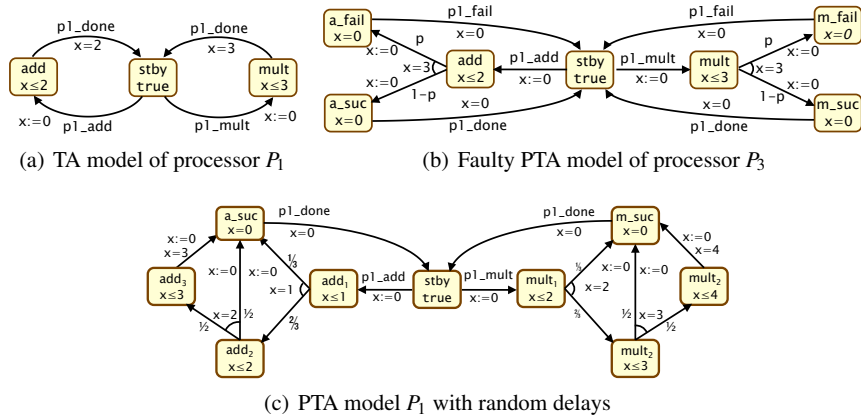 p1_done
p1_done
x=2
x=3
add
x≤2
stby
true
mult
x≤3
x:=0
x:=0
p1_add
p1_mult
(a) TA model of processor P1
a_fail
x=0
p1_fail
x=0
p1_fail
x=0
m_fail
x=0
x:=0
p
p
x:=0
x=3
add
x≤2
p1_add
x:=0
stby
true
p1_mult
x:=0
mult
x≤3
x=3
x:=0
1-p
1-p
x:=0
a_suc
x=0
x=0
p1_done
x=0
p1_done
m_suc
x=0
(b) Faulty PTA model of processor P3
a_suc
x=0
p1_done
x=0
p1_done
x=0
m_suc
x=0
x:=0
x=3
x:=0
x:=0
⅓
x=1
add3
x≤3
add1
x≤1
p1_add
x:=0
stby
true
p1_mult
x:=0
mult1
x≤2
⅓
x=2
x:=0
x:=0
x:=0
x=4
mult2
x≤4
x=2
½
½
⅔
⅔
½
x=3
½
add2
x≤2
mult2
x≤3
(c) PTA model P1 with random delays